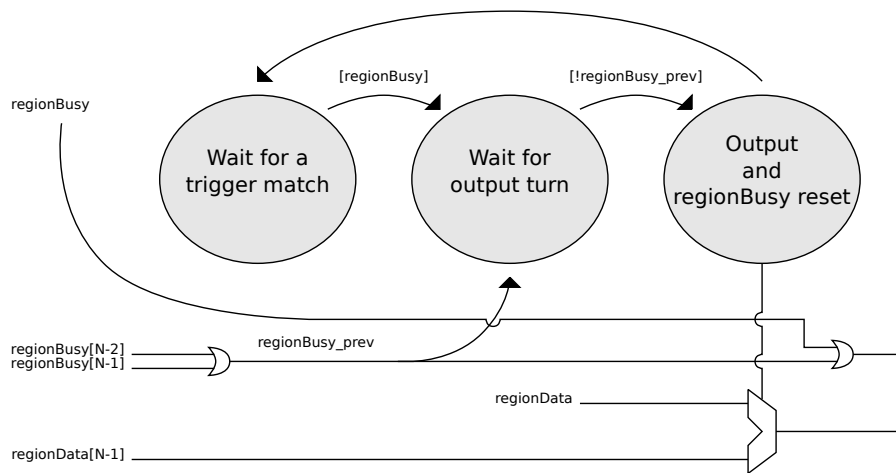 [regionBusy]
[!regionBusy_prev]
regionBusy
Wait for a
trigger match
Wait for
output turn
Output
and
regionBusy reset
regionBusy_prev
regionBusy[N-2]
regionBusy[N-1]
regionData
regionData[N-1]